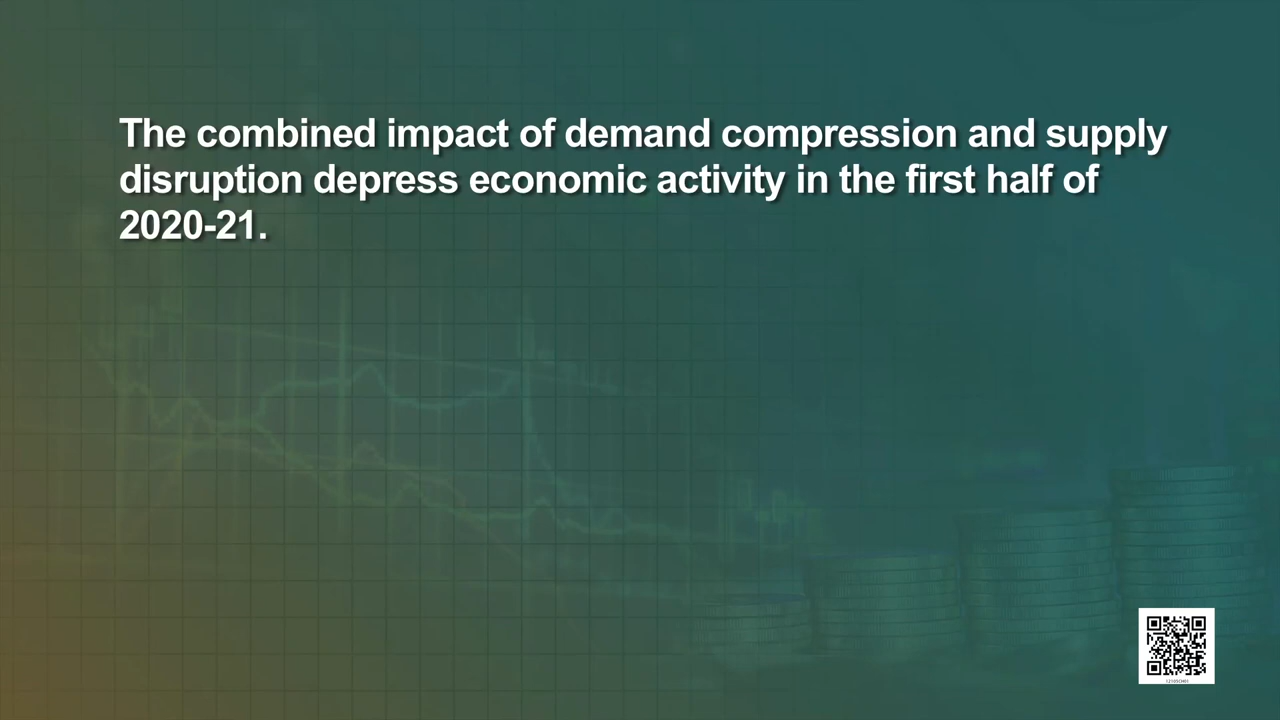 The combined impact of demand compression and supply
disruption depress economic activity in the first half of
2020-21.